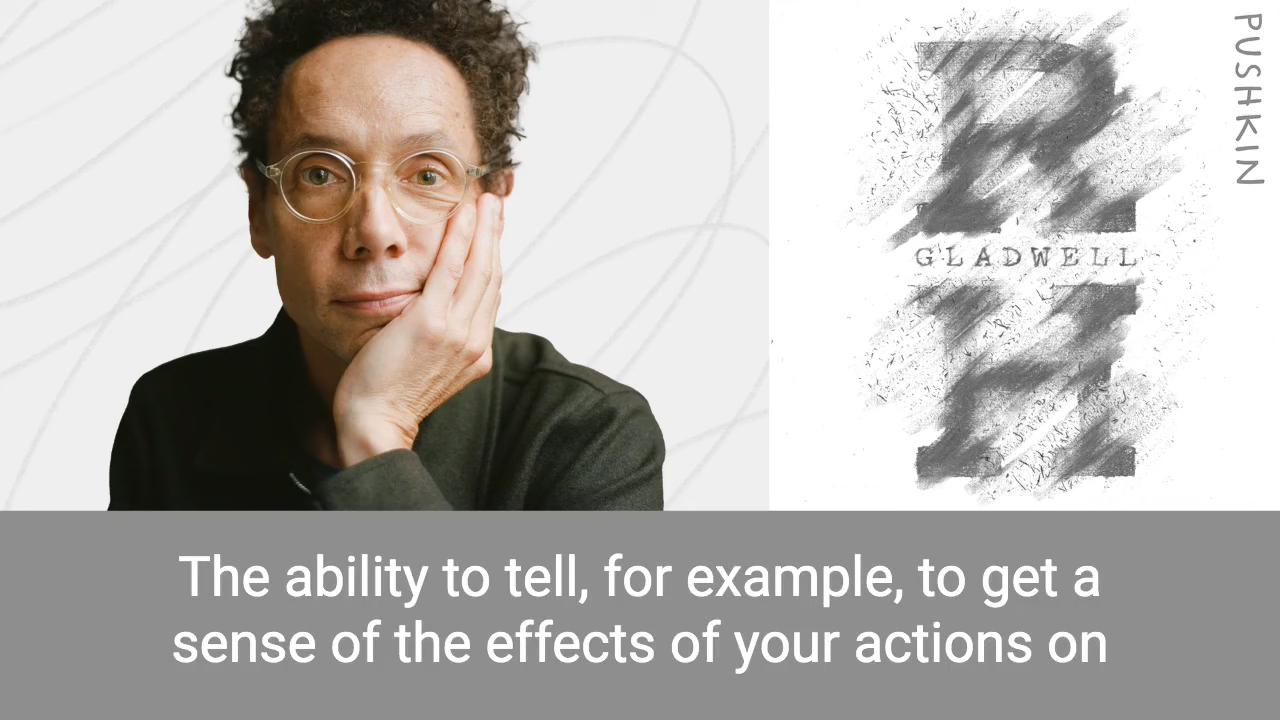 PUSHKIN
R
GLADWELL
H
The ability to tell, for example, to get a
sense of the effects of your actions on